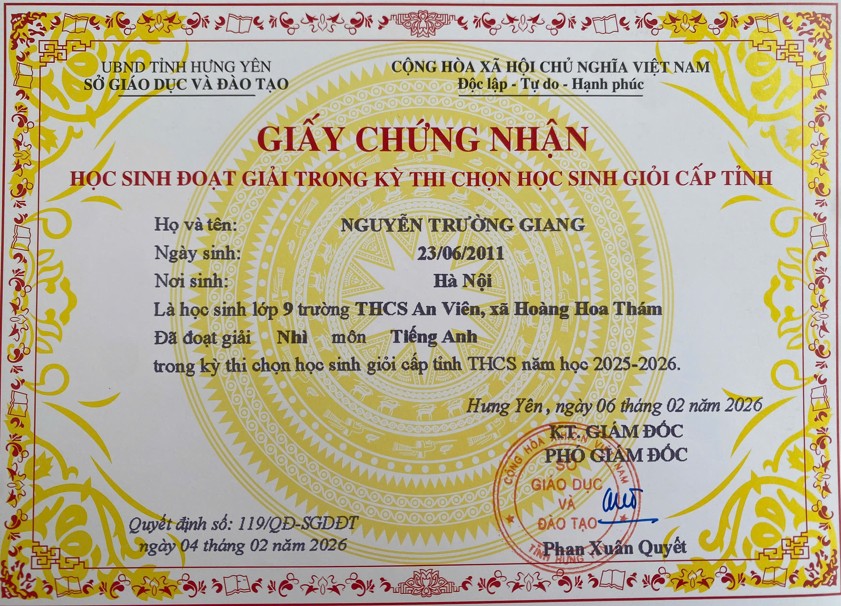 UBND TỈNH HƯNG YÊN
SỞ GIÁO DỤC VÀ ĐÀO TẠO
CỘNG HÒA XÃ HỘI CHỦ NGHĨA VIỆT NAM
Độc lập - Tự do - Hạnh phúc
GIẤY CHỨNG NHẬN
HỌC SINH ĐOẠT GIẢI TRONG KỲ THI CHỌN HỌC SINH GIỎI CẤP TỈNH
Họ và tên: NGUYỄN TRƯỜNG GIANG
Ngày sinh: 23/06/2011
Nơi sinh: Hà Nội
Là học sinh lớp 9 trường THCS An Viên, xã Hoàng Hoa Thám
Đã đoạt giải Nhì môn Tiếng Anh
trong kỳ thi chọn học sinh giỏi cấp tỉnh THCS năm học 2025-2026.
Hưng Yên, ngày 06 tháng 02 năm 2026
KT. GIÁM ĐỐC
PHÓ GIÁM ĐỐC
CỘNG HÒA VIỆT NAM
SỞ
GIÁO DỤC
VÀ
ĐÀO TẠO
TỈNH HƯNG
Phan Xuân Quyết
Quyết định số: 119/QĐ-SGDĐT
ngày 04 tháng 02 năm 2026